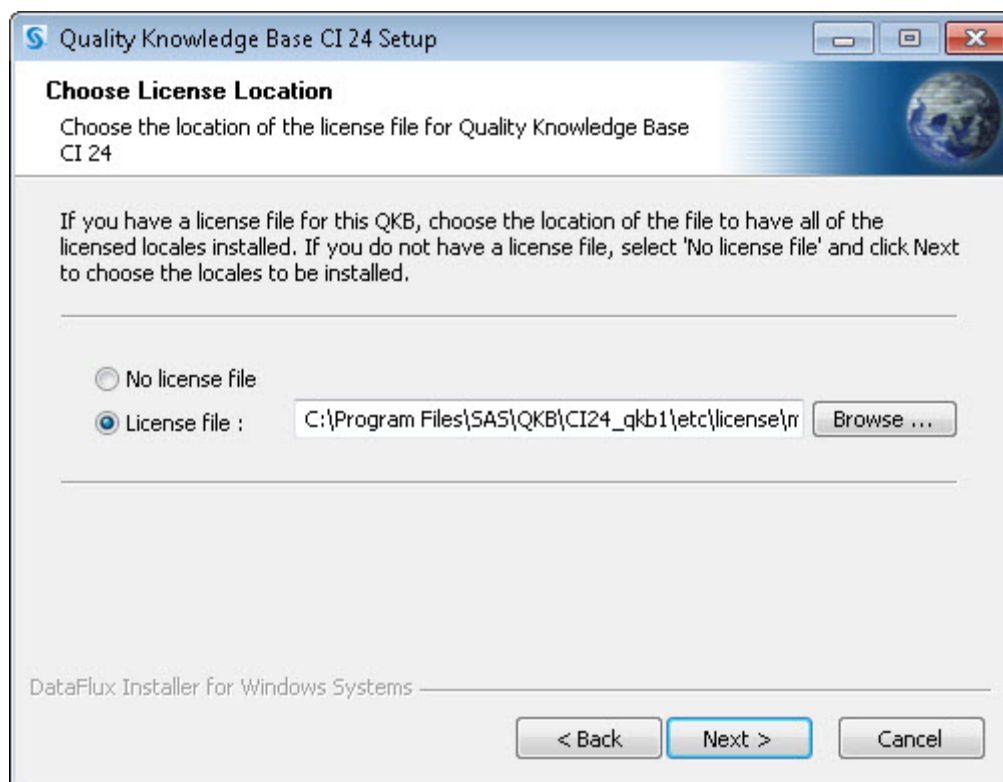 Quality Knowledge Base CI 24 Setup
Choose License Location
Choose the location of the license file for Quality Knowledge Base
CI 24
If you have a license file for this QKB, choose the location of the file to have all of the
licensed locales installed. If you do not have a license file, select 'No license file' and click Next
to choose the locales to be installed.
No license file
License file : C:\Program Files\SAS\QKB\CI24_qkb1\etc\license\m Browse ...
DataFlux Installer for Windows Systems
< Back Next > Cancel